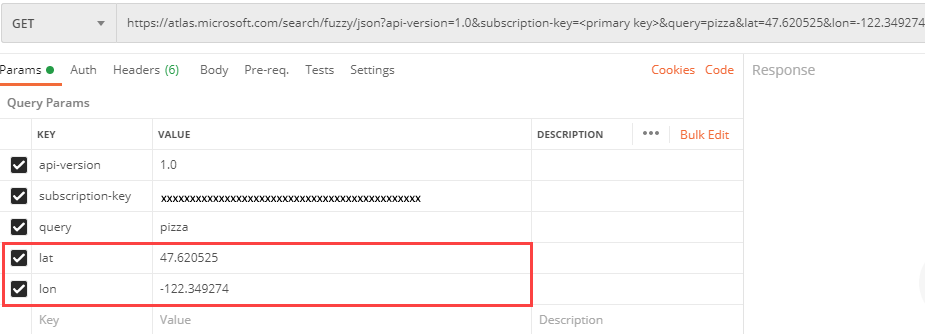 GET https://atlas.microsoft.com/search/fuzzy/json?api-version=1.0&subscription-key=<primary key>&query=pizza&lat=47.620525&lon=-122.349274
Params Auth Headers (6) Body Pre-req. Tests Settings Cookies Code Response
Query Params
KEY VALUE DESCRIPTION ••• Bulk Edit
api-version 1.0
subscription-key xxxxxxxxxxxxxxxxxxxxxxxxxxxxxxxxxxxxxxxxxxxxx
query pizza
lat 47.620525
lon -122.349274
Key Value Description